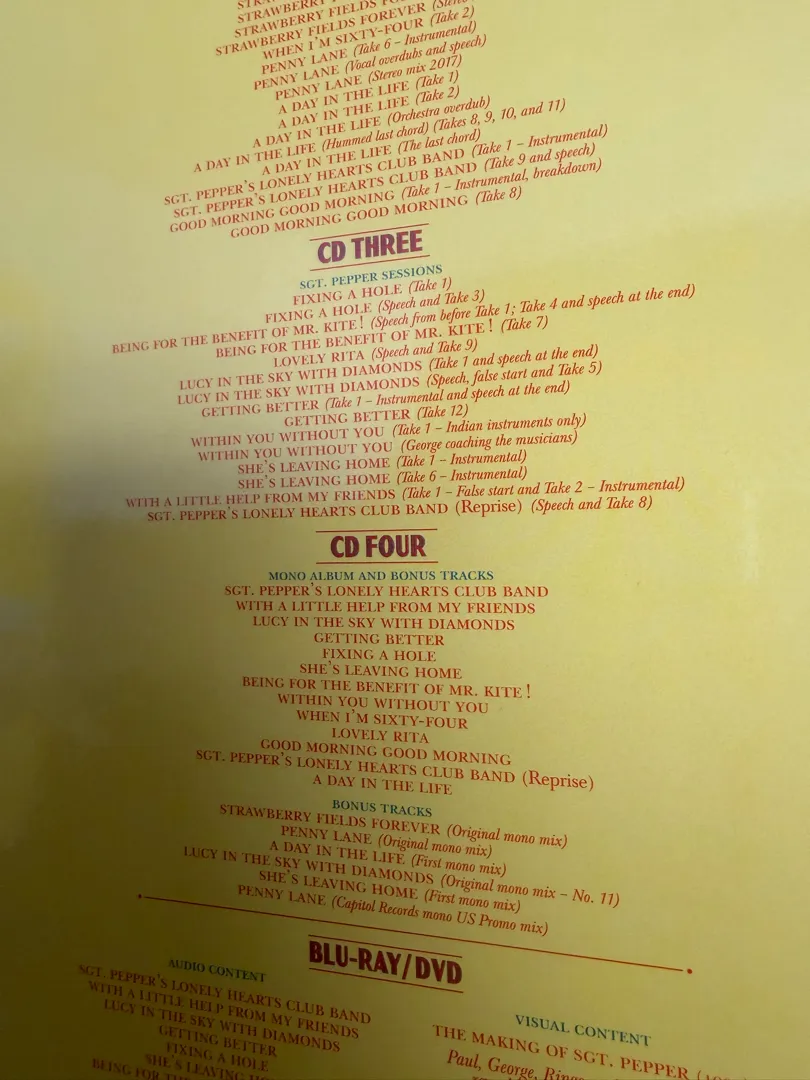 STRAWBERRY FIELDS
STRAWBERRY FIELDS FOREVER
STRAWBERRY FIELDS FOREVER
WHEN I'M SIXTY-FOUR (Take 2)
PENNY LANE (Take 6 – Instrumental)
PENNY LANE (Vocal overdubs and speech)
PENNY LANE (Stereo mix 2017)
A DAY IN THE LIFE (Take 1)
A DAY IN THE LIFE (Take 2)
A DAY IN THE LIFE (Orchestra overdub)
A DAY IN THE LIFE (Hummed last chord) (Takes 8, 9, 10, and 11)
A DAY IN THE LIFE (The last chord)
SGT. PEPPER'S LONELY HEARTS CLUB BAND (Take 1 – Instrumental)
SGT. PEPPER'S LONELY HEARTS CLUB BAND (Take 9 and speech)
GOOD MORNING GOOD MORNING (Take 1 – Instrumental, breakdown)
GOOD MORNING GOOD MORNING (Take 8)
CD THREE
SGT. PEPPER SESSIONS
FIXING A HOLE (Take 1)
FIXING A HOLE (Speech and Take 3)
BEING FOR THE BENEFIT OF MR. KITE! (Speech from before Take 1; Take 4 and speech at the end)
BEING FOR THE BENEFIT OF MR. KITE! (Take 7)
LOVELY RITA (Speech and Take 9)
LUCY IN THE SKY WITH DIAMONDS (Take 1 and speech at the end)
LUCY IN THE SKY WITH DIAMONDS (Speech, false start and Take 5)
GETTING BETTER (Take 1 – Instrumental and speech at the end)
GETTING BETTER (Take 12)
WITHIN YOU WITHOUT YOU (Take 1 – Indian instruments only)
WITHIN YOU WITHOUT YOU (George coaching the musicians)
SHE'S LEAVING HOME (Take 1 – Instrumental)
SHE'S LEAVING HOME (Take 6 – Instrumental)
WITH A LITTLE HELP FROM MY FRIENDS (Take 1 – False start and Take 2 – Instrumental)
SGT. PEPPER'S LONELY HEARTS CLUB BAND (Reprise) (Speech and Take 8)
CD FOUR
MONO ALBUM AND BONUS TRACKS
SGT. PEPPER'S LONELY HEARTS CLUB BAND
WITH A LITTLE HELP FROM MY FRIENDS
LUCY IN THE SKY WITH DIAMONDS
GETTING BETTER
FIXING A HOLE
SHE'S LEAVING HOME
BEING FOR THE BENEFIT OF MR. KITE!
WITHIN YOU WITHOUT YOU
WHEN I'M SIXTY-FOUR
LOVELY RITA
GOOD MORNING GOOD MORNING
SGT. PEPPER'S LONELY HEARTS CLUB BAND (Reprise)
A DAY IN THE LIFE
BONUS TRACKS
STRAWBERRY FIELDS FOREVER (Original mono mix)
PENNY LANE (Original mono mix)
A DAY IN THE LIFE (First mono mix)
LUCY IN THE SKY WITH DIAMONDS (Original mono mix – No. 11)
SHE'S LEAVING HOME (First mono mix)
PENNY LANE (Capitol Records mono US Promo mix)
BLU-RAY/DVD
AUDIO CONTENT
SGT. PEPPER'S LONELY HEARTS CLUB BAND
WITH A LITTLE HELP FROM MY FRIENDS
LUCY IN THE SKY WITH DIAMONDS
GETTING BETTER
FIXING A HOLE
SHE'S LEAVING
BEING FOR
VISUAL CONTENT
THE MAKING OF SGT. PEPPER
Paul, George, Ringo